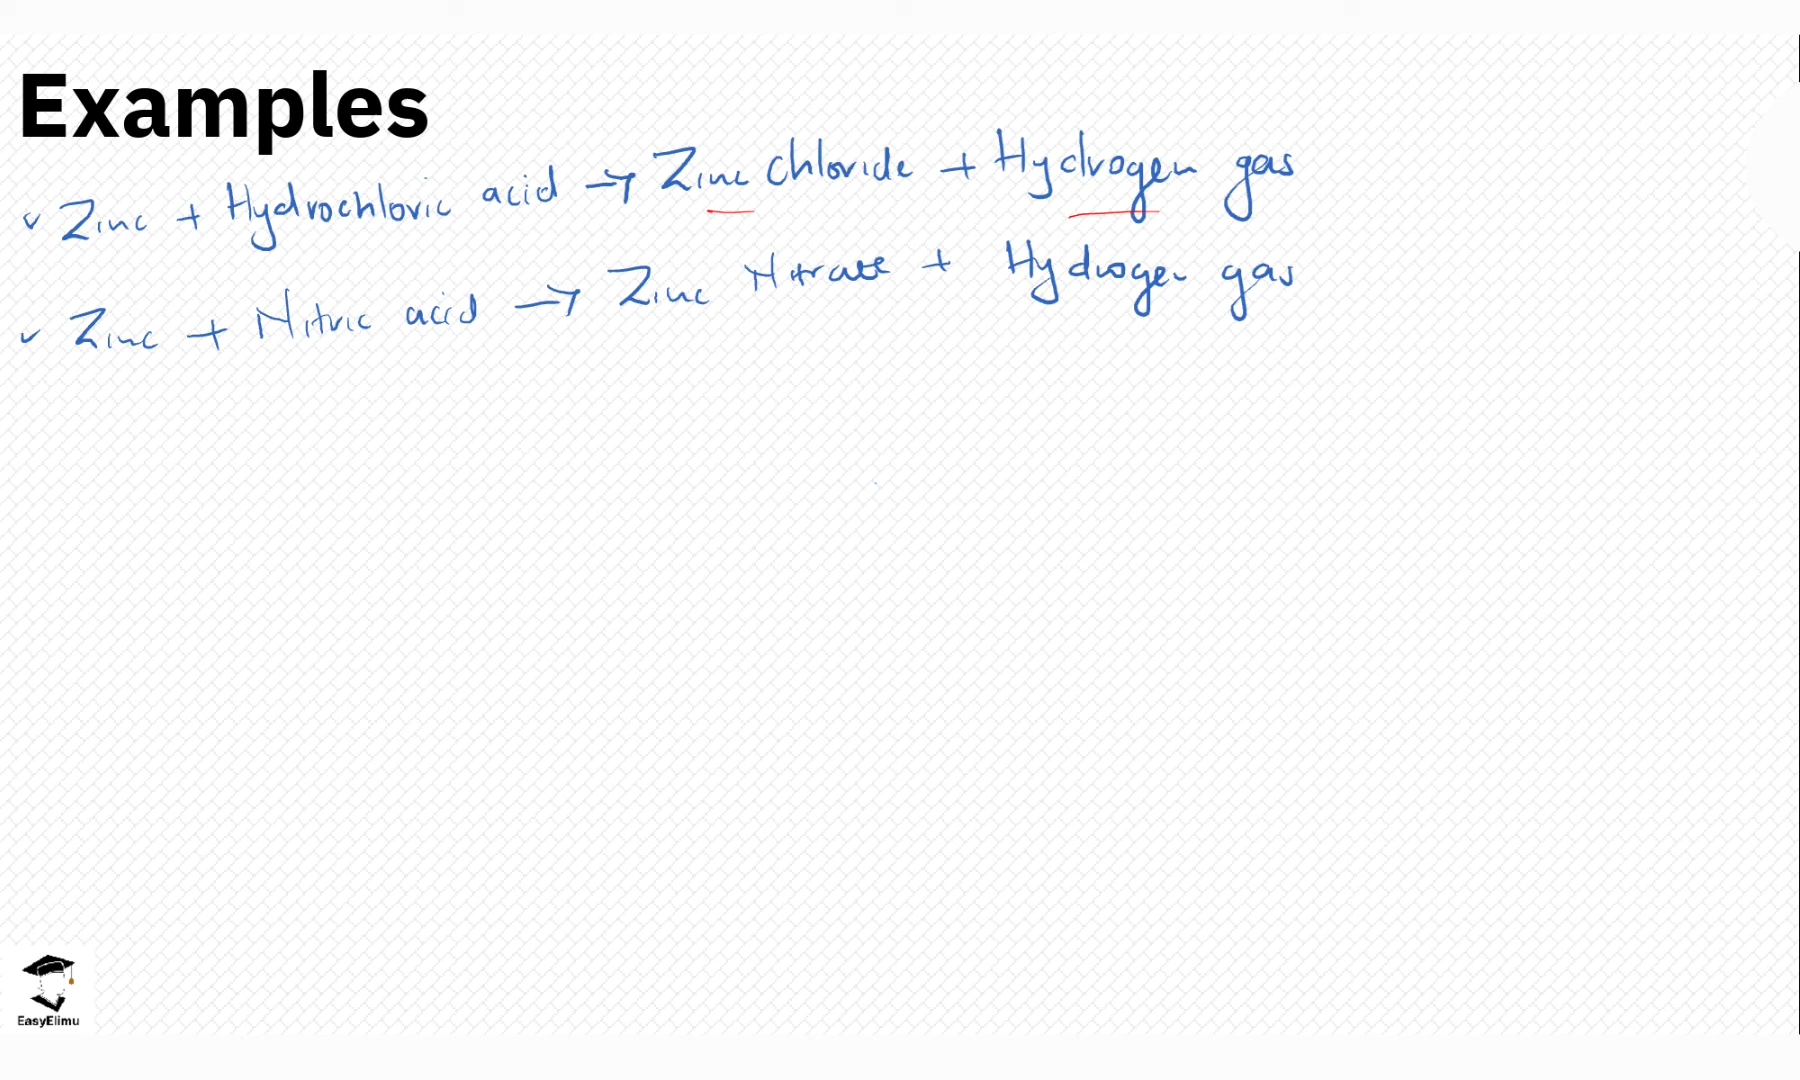 Examples
Zinc + Hydrochloric acid → Zinc chloride + Hydrogen gas
Zinc + Nitric acid → Zinc Nitrate + Hydrogen gas
EasyElimu